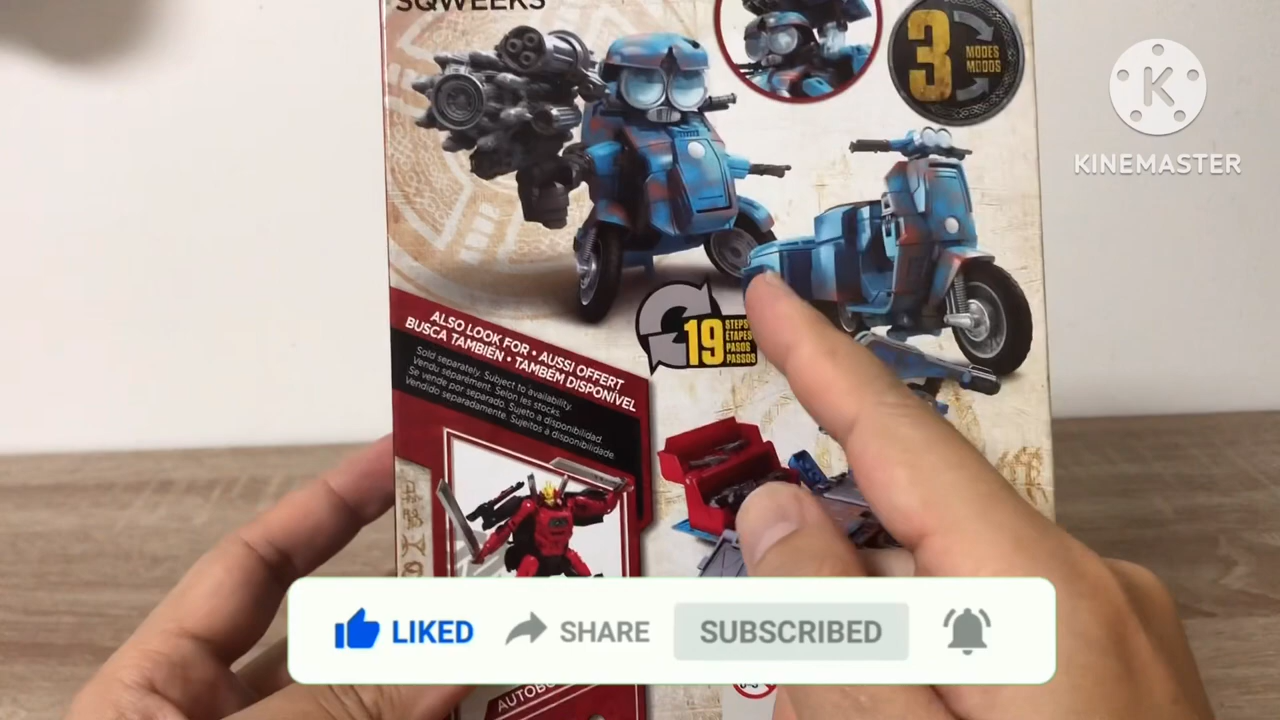 SQWEEKS
3
MODES
MODOS
K
KINEMASTER
19
STEPS
ÉTAPES
PASOS
PASSOS
ALSO LOOK FOR • AUSSI OFFERT
BUSCA TAMBIÉN • TAMBÉM DISPONÍVEL
Sold separately. Subject to availability.
Vendu séparément. Selon les stocks.
Se vende por separado. Sujeto a disponibilidad.
Vendido separadamente. Sujeitos à disponibilidade.
LIKED
SHARE
SUBSCRIBED
0-3